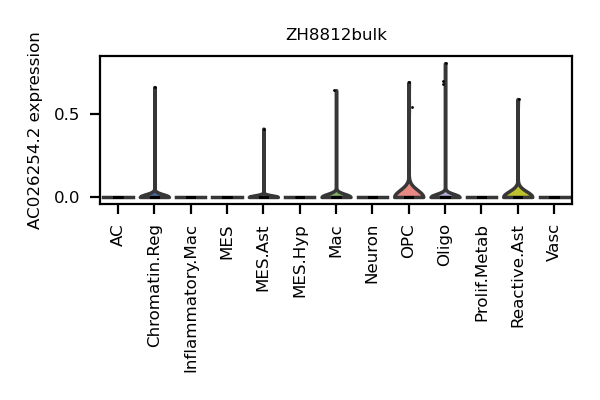 ZH8812bulk
AC026254.2 expression
0.5
0.0
AC
Chromatin.Reg
Inflammatory.Mac
MES
MES.Ast
MES.Hyp
Mac
Neuron
OPC
Oligo
Prolif.Metab
Reactive.Ast
Vasc